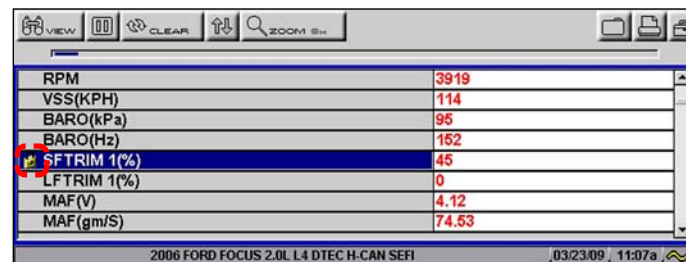 VIEW CLEAR ZOOM 8x
RPM 3919
VSS(KPH) 114
BARO(kPa) 95
BARO(Hz) 152
SFTRIM 1(%) 45
LFTRIM 1(%) 0
MAF(V) 4.12
MAF(gm/S) 74.53
2006 FORD FOCUS 2.0L L4 DTEC H-CAN SEFI 03/23/09 11:07a